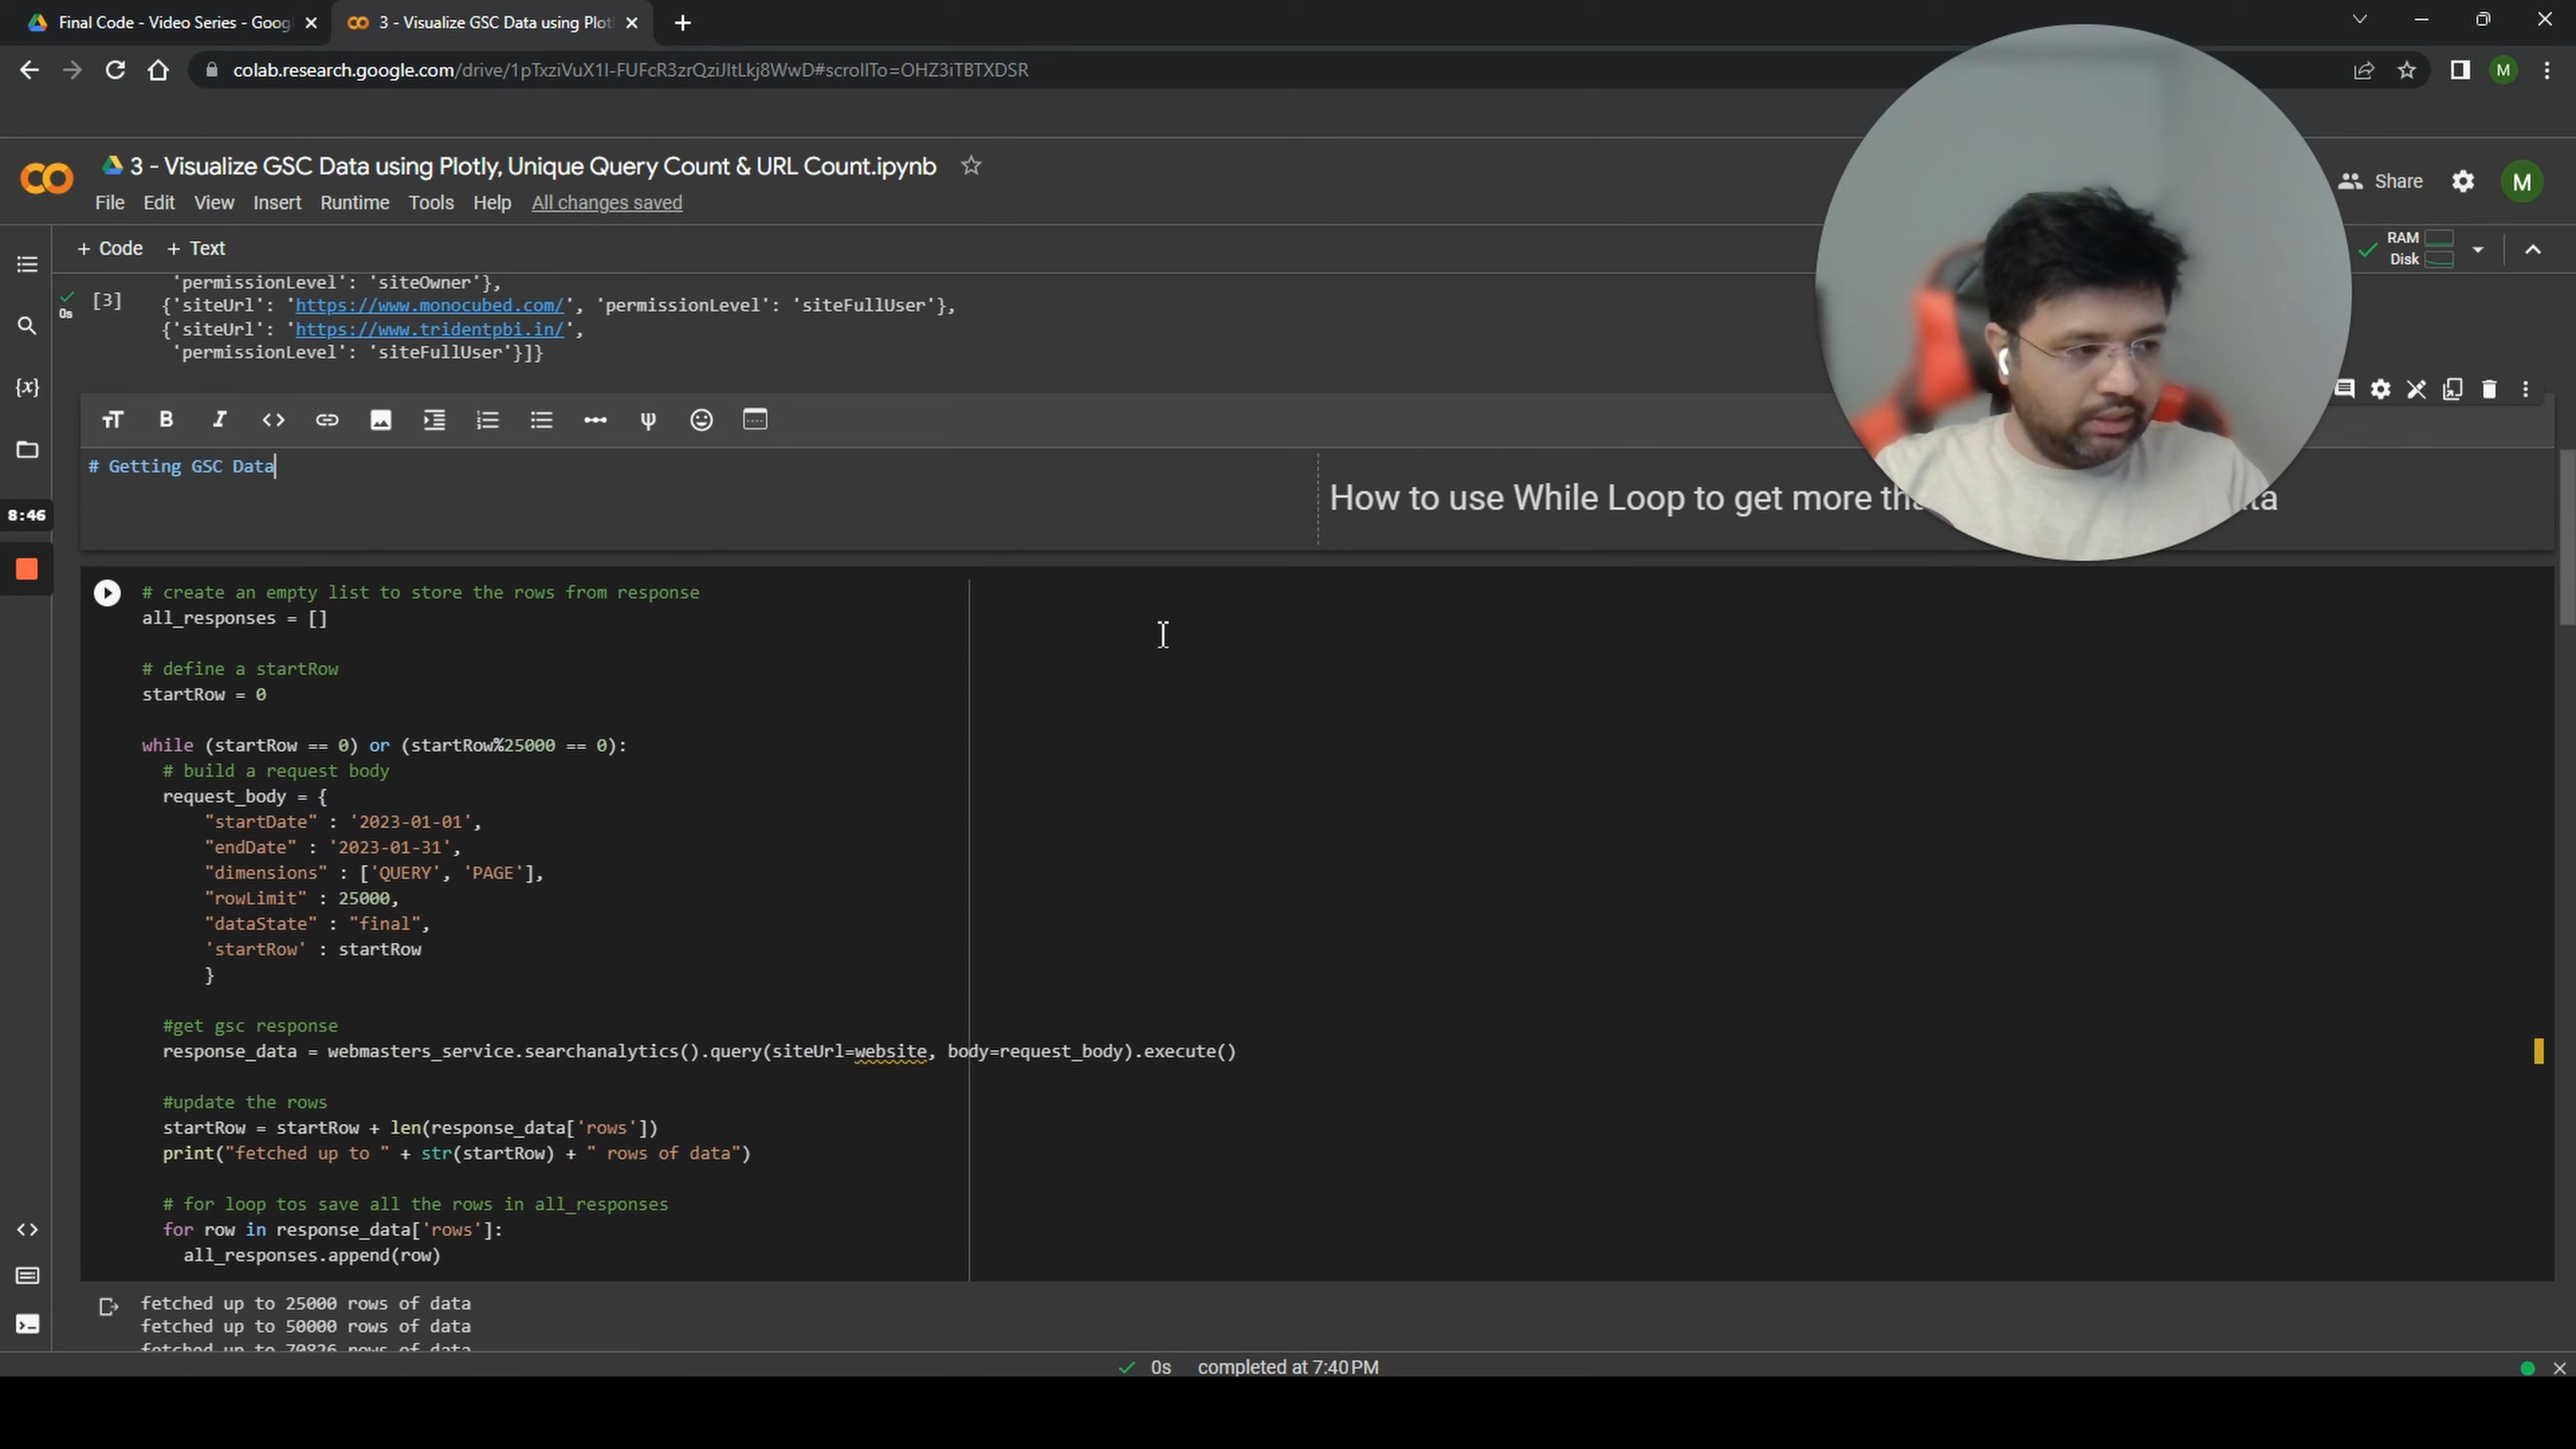 Final Code - Video Series - Goog
3 - Visualize GSC Data using Plot
colab.research.google.com/drive/1pTxziVuX1I-FUFcR3zrQziJItLkj8WwD#scrollTo=OHZ3iTBTXDSR
M
3 - Visualize GSC Data using Plotly, Unique Query Count & URL Count.ipynb
Share
M
File Edit View Insert Runtime Tools Help All changes saved
+ Code + Text
RAM
Disk
'permissionLevel': 'siteOwner'},
[3] {'siteUrl': 'https://www.monocubed.com/', 'permissionLevel': 'siteFullUser'},
0s
{'siteUrl': 'https://www.tridentpbi.in/',
'permissionLevel': 'siteFullUser'}]}
{x}
# Getting GSC Data
How to use While Loop to get more
8:46
# create an empty list to store the rows from response
all_responses = []
# define a startRow
startRow = 0
while (startRow == 0) or (startRow%25000 == 0):
# build a request body
request_body = {
"startDate" : '2023-01-01',
"endDate" : '2023-01-31',
"dimensions" : ['QUERY', 'PAGE'],
"rowLimit" : 25000,
"dataState" : "final",
'startRow' : startRow
}
#get gsc response
response_data = webmasters_service.searchanalytics().query(siteUrl=website, body=request_body).execute()
#update the rows
startRow = startRow + len(response_data['rows'])
print("fetched up to " + str(startRow) + " rows of data")
# for loop tos save all the rows in all_responses
for row in response_data['rows']:
all_responses.append(row)
fetched up to 25000 rows of data
fetched up to 50000 rows of data
fetched up to 70826 rows of data
0s completed at 7:40 PM